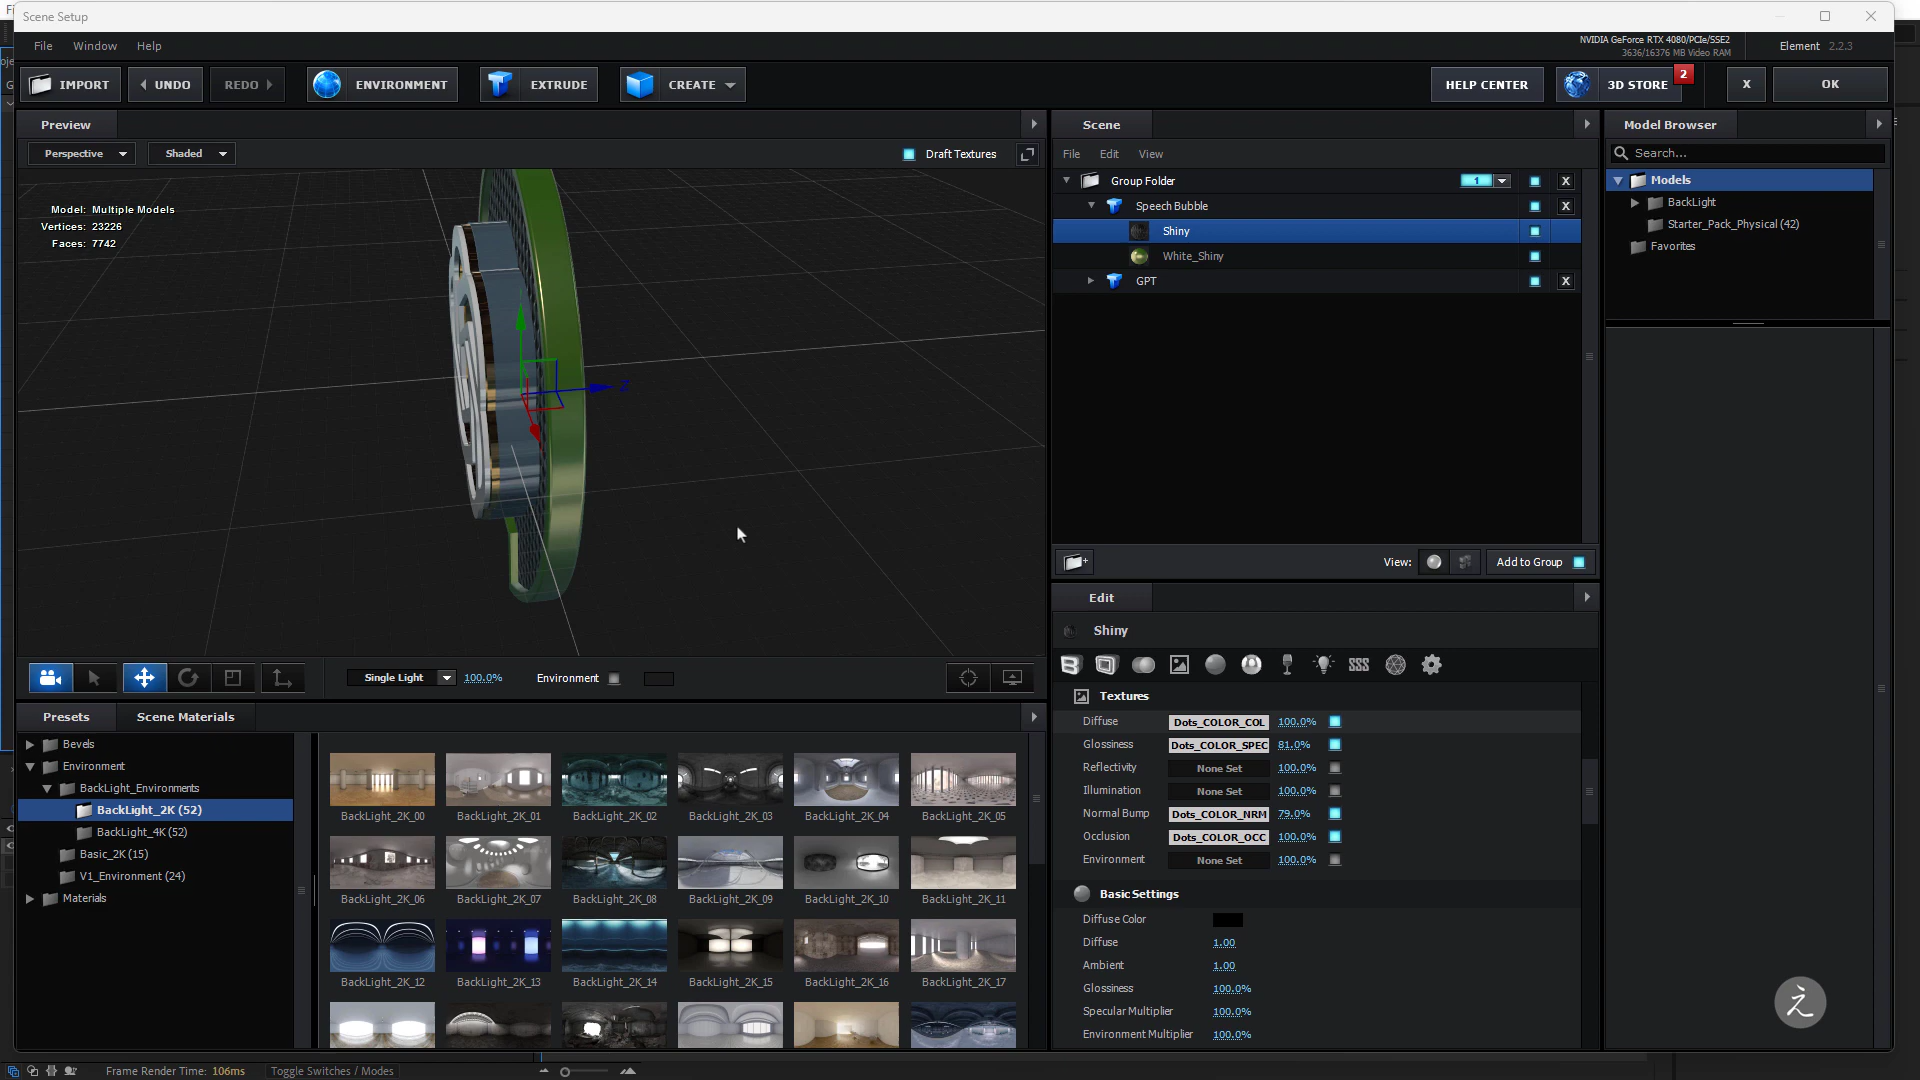 Scene Setup
File Window Help
NVIDIA GeForce RTX 4080/PCIe/SSE2
3636/16376 MB Video RAM
Element 2.2.3
IMPORT
UNDO
REDO
ENVIRONMENT
EXTRUDE
CREATE
HELP CENTER
3D STORE
2
X
OK
Preview
Perspective
Shaded
Draft Textures
Model: Multiple Models
Vertices: 23226
Faces: 7742
Z
Single Light
100.0%
Environment
Scene
File Edit View
Group Folder
1
X
Speech Bubble
X
Shiny
White_Shiny
GPT
X
View:
Add to Group
Model Browser
Search...
Models
BackLight
Starter_Pack_Physical (42)
Favorites
Presets
Scene Materials
Bevels
Environment
BackLight_Environments
BackLight_2K (52)
BackLight_4K (52)
Basic_2K (15)
V1_Environment (24)
Materials
BackLight_2K_00
BackLight_2K_01
BackLight_2K_02
BackLight_2K_03
BackLight_2K_04
BackLight_2K_05
BackLight_2K_06
BackLight_2K_07
BackLight_2K_08
BackLight_2K_09
BackLight_2K_10
BackLight_2K_11
BackLight_2K_12
BackLight_2K_13
BackLight_2K_14
BackLight_2K_15
BackLight_2K_16
BackLight_2K_17
Edit
Shiny
Textures
Diffuse Dots_COLOR_COL 100.0%
Glossiness Dots_COLOR_SPEC 81.0%
Reflectivity None Set 100.0%
Illumination None Set 100.0%
Normal Bump Dots_COLOR_NRM 79.0%
Occlusion Dots_COLOR_OCC 100.0%
Environment None Set 100.0%
Basic Settings
Diffuse Color
Diffuse 1.00
Ambient 1.00
Glossiness 100.0%
Specular Multiplier 100.0%
Environment Multiplier 100.0%
Frame Render Time: 106ms
Toggle Switches / Modes